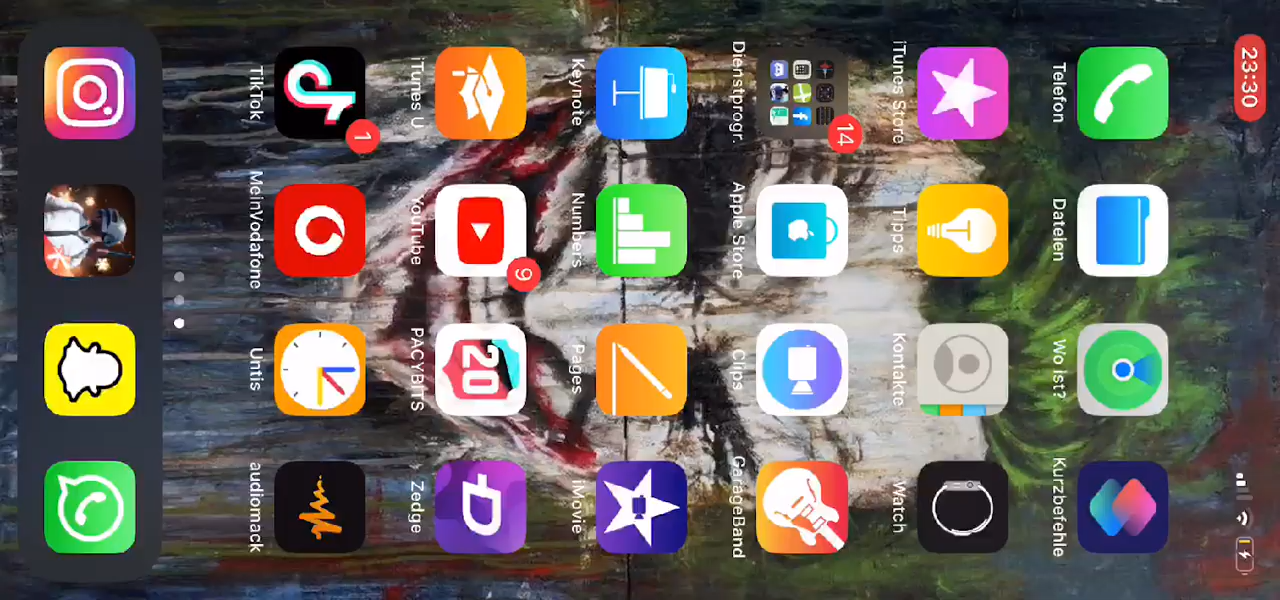 23:30
Telefon
Dateien
Wo ist?
Kurzbefehle
iTunes Store
Tipps
Kontakte
Watch
14
Dienstprogr.
Apple Store
Clips
GarageBand
Keynote
Numbers
Pages
iMovie
9
20
iTunes U
YouTube
PACYBITS
Zedge
1
TikTok
MeinVodafone
Untis
audiomack